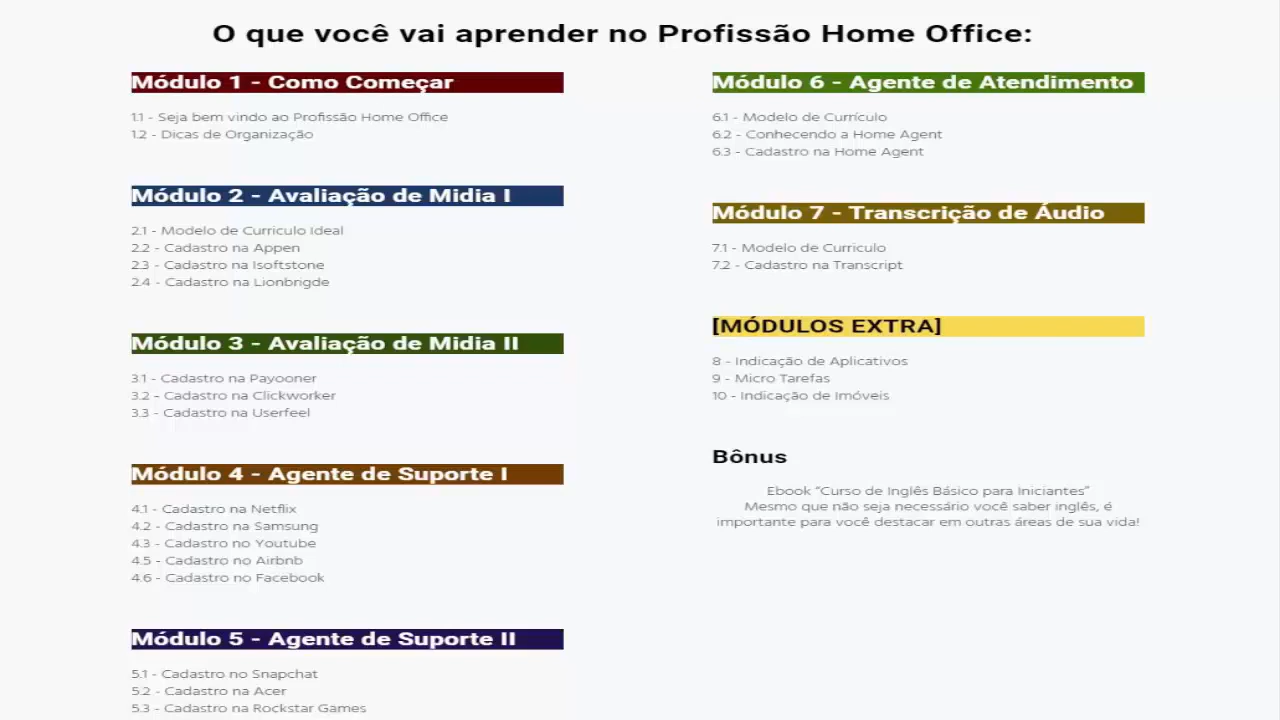 O que você vai aprender no Profissão Home Office:
Módulo 1 - Como Começar
1.1 - Seja bem vindo ao Profissão Home Office
1.2 - Dicas de Organização
Módulo 2 - Avaliação de Midia I
2.1 - Modelo de Curriculo Ideal
2.2 - Cadastro na Appen
2.3 - Cadastro na Isoftstone
2.4 - Cadastro na Lionbrigde
Módulo 3 - Avaliação de Midia II
3.1 - Cadastro na Payooner
3.2 - Cadastro na Clickworker
3.3 - Cadastro na Userfeel
Módulo 4 - Agente de Suporte I
4.1 - Cadastro na Netflix
4.2 - Cadastro na Samsung
4.3 - Cadastro no Youtube
4.5 - Cadastro no Airbnb
4.6 - Cadastro no Facebook
Módulo 5 - Agente de Suporte II
5.1 - Cadastro no Snapchat
5.2 - Cadastro na Acer
5.3 - Cadastro na Rockstar Games
Módulo 6 - Agente de Atendimento
6.1 - Modelo de Currículo
6.2 - Conhecendo a Home Agent
6.3 - Cadastro na Home Agent
Módulo 7 - Transcrição de Áudio
7.1 - Modelo de Curriculo
7.2 - Cadastro na Transcript
[MÓDULOS EXTRA]
8 - Indicação de Aplicativos
9 - Micro Tarefas
10 - Indicação de Imóveis
Bônus
Ebook “Curso de Inglês Básico para Iniciantes”
Mesmo que não seja necessário você saber inglês, é
importante para você destacar em outras áreas de sua vida!